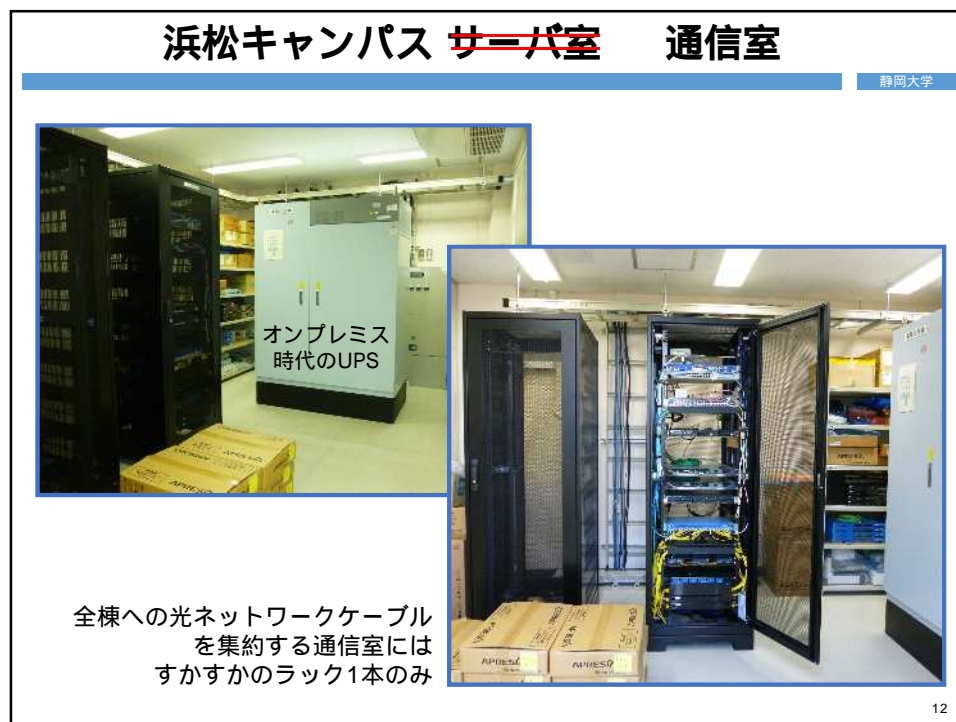 浜松キャンパス サーバ室 通信室
静岡大学
オンプレミス
時代のUPS
APRESIA
APRESIA
APRESIA
全棟への光ネットワークケーブル
を集約する通信室には
すかすかのラック1本のみ
12